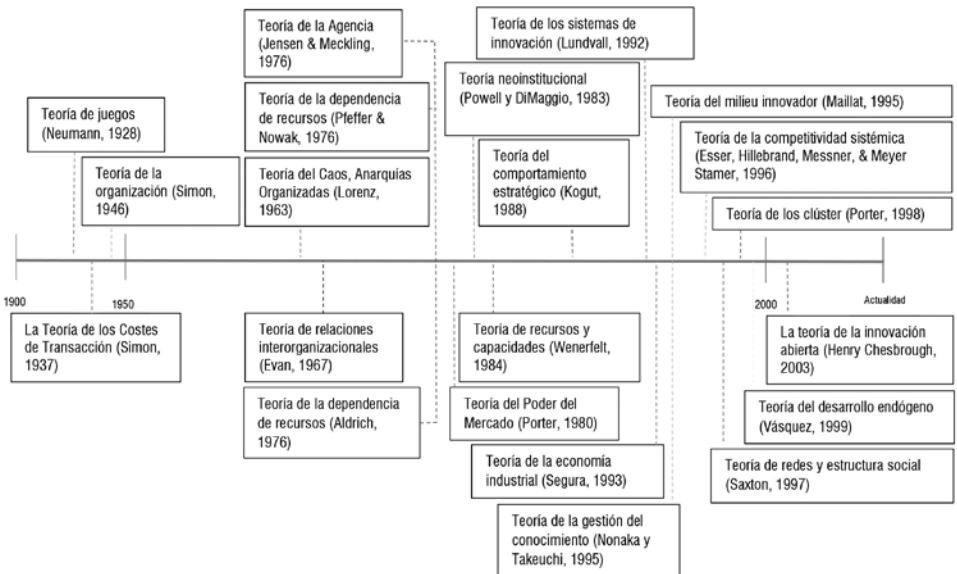 Teoría de la Agencia
(Jensen & Meckling,
1976)
Teoría de los sistemas de
innovación (Lundvall, 1992)
Teoría neoinstitucional
(Powell y DiMaggio, 1983)
Teoría del milieu innovador (Maillat, 1995)
Teoría de juegos
(Neumann, 1928)
Teoría de la dependencia
de recursos (Pfeffer &
Nowak, 1976)
Teoría de la competitividad sistémica
(Esser, Hillebrand, Messner, & Meyer
Stamer, 1996)
Teoría de la
organización (Simon,
1946)
Teoría del Caos, Anarquías
Organizadas (Lorenz,
1963)
Teoría del
comportamiento
estratégico (Kogut,
1988)
Teoría de los clúster (Porter, 1998)
1900
1950
2000
Actualidad
La Teoría de los Costes
de Transacción (Simon,
1937)
Teoría de relaciones
interorganizacionales
(Evan, 1967)
Teoría de recursos y
capacidades (Wenerfelt,
1984)
La teoría de la innovación
abierta (Henry Chesbrough,
2003)
Teoría de la dependencia
de recursos (Aldrich,
1976)
Teoría del Poder del
Mercado (Porter, 1980)
Teoría del desarrollo endógeno
(Vásquez, 1999)
Teoría de la economía
industrial (Segura, 1993)
Teoría de redes y estructura social
(Saxton, 1997)
Teoría de la gestión del
conocimiento (Nonaka y
Takeuchi, 1995)